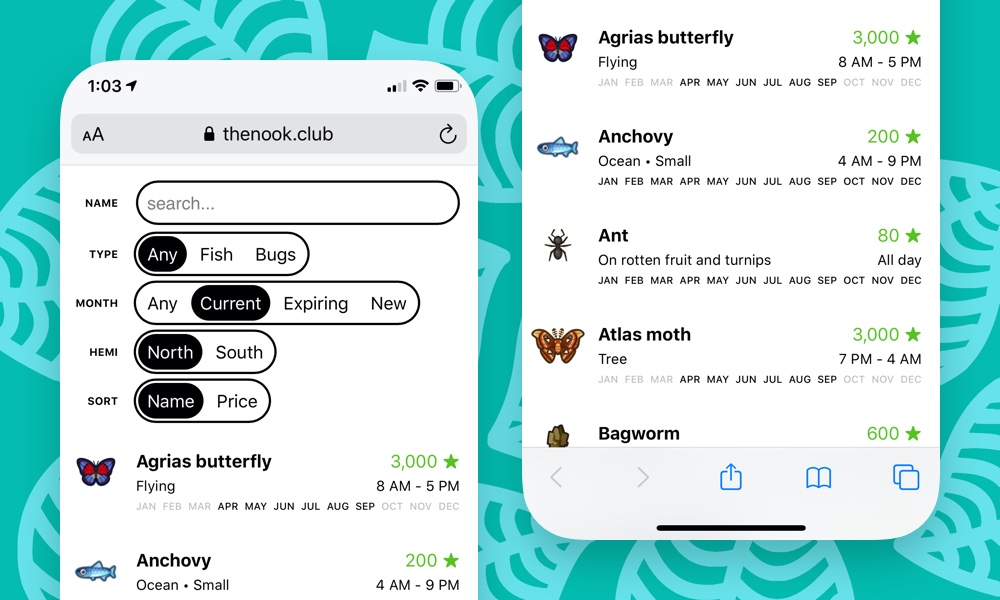 1:03
AA thenook.club
NAME search...
TYPE Any Fish Bugs
MONTH Any Current Expiring New
HEMI North South
SORT Name Price
Agrias butterfly 3,000 ★
Flying 8 AM - 5 PM
JAN FEB MAR APR MAY JUN JUL AUG SEP OCT NOV DEC
Anchovy 200 ★
Ocean • Small 4 AM - 9 PM
Agrias butterfly 3,000 ★
Flying 8 AM - 5 PM
JAN FEB MAR APR MAY JUN JUL AUG SEP OCT NOV DEC
Anchovy 200 ★
Ocean • Small 4 AM - 9 PM
JAN FEB MAR APR MAY JUN JUL AUG SEP OCT NOV DEC
Ant 80 ★
On rotten fruit and turnips All day
JAN FEB MAR APR MAY JUN JUL AUG SEP OCT NOV DEC
Atlas moth 3,000 ★
Tree 7 PM - 4 AM
JAN FEB MAR APR MAY JUN JUL AUG SEP OCT NOV DEC
Bagworm 600 ★